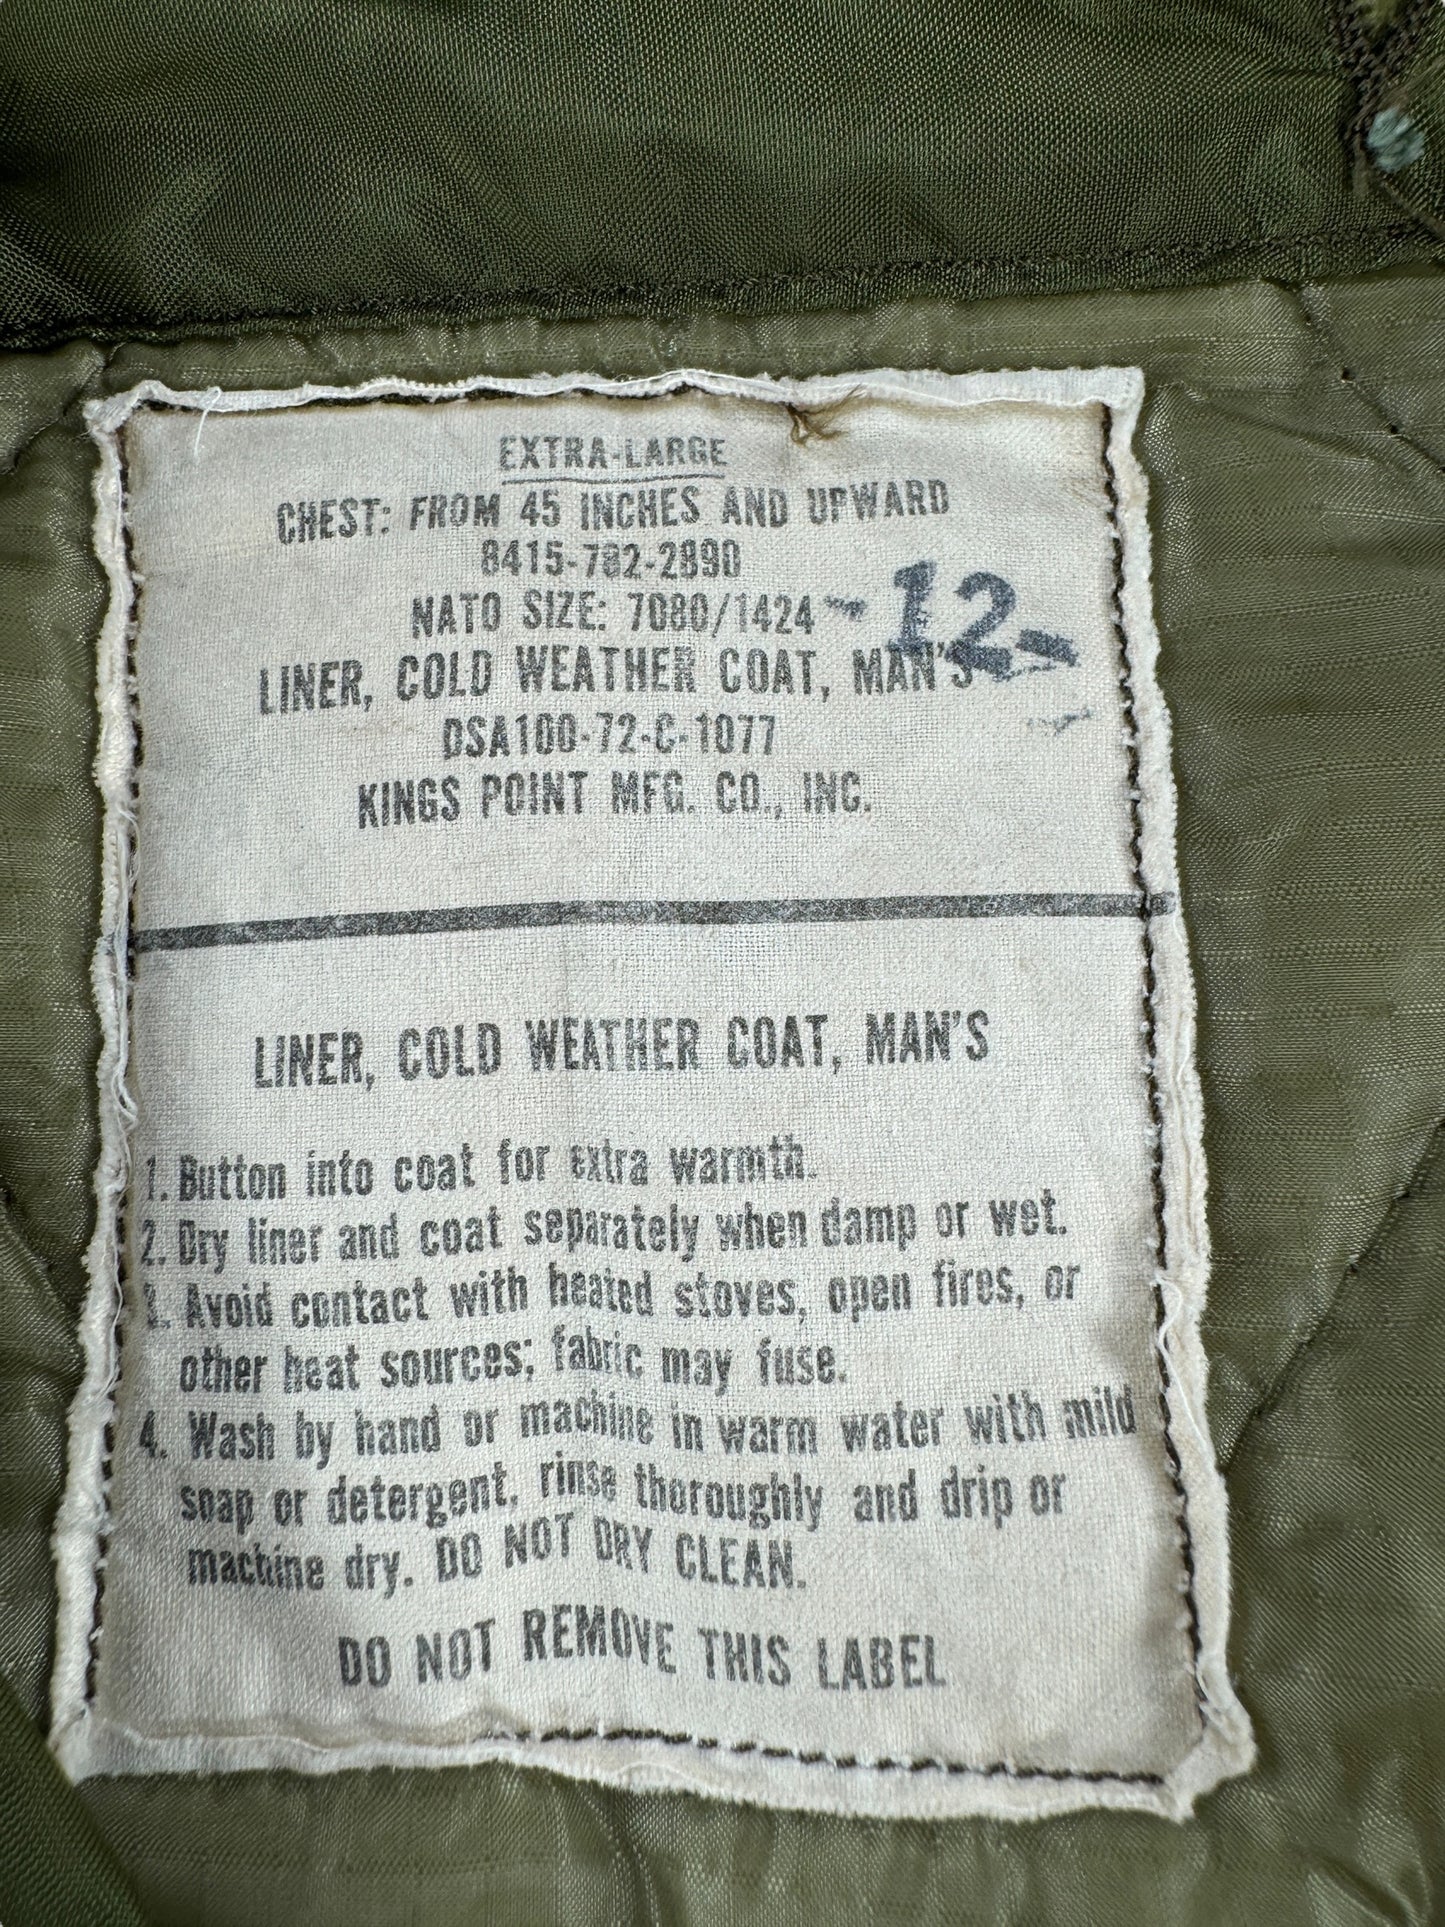 EXTRA-LARGE
CHEST: FROM 45 INCHES AND UPWARD
8415-782-2890
NATO SIZE: 7080/1424 -12-
LINER, COLD WEATHER COAT, MAN'S
DSA100-72-C-1077
KINGS POINT MFG. CO., INC.
LINER, COLD WEATHER COAT, MAN'S
1. Button into coat for extra warmth.
2. Dry liner and coat separately when damp or wet.
3. Avoid contact with heated stoves, open fires, or
other heat sources; fabric may fuse.
4. Wash by hand or machine in warm water with mild
soap or detergent, rinse thoroughly and drip or
machine dry. DO NOT DRY CLEAN.
DO NOT REMOVE THIS LABEL